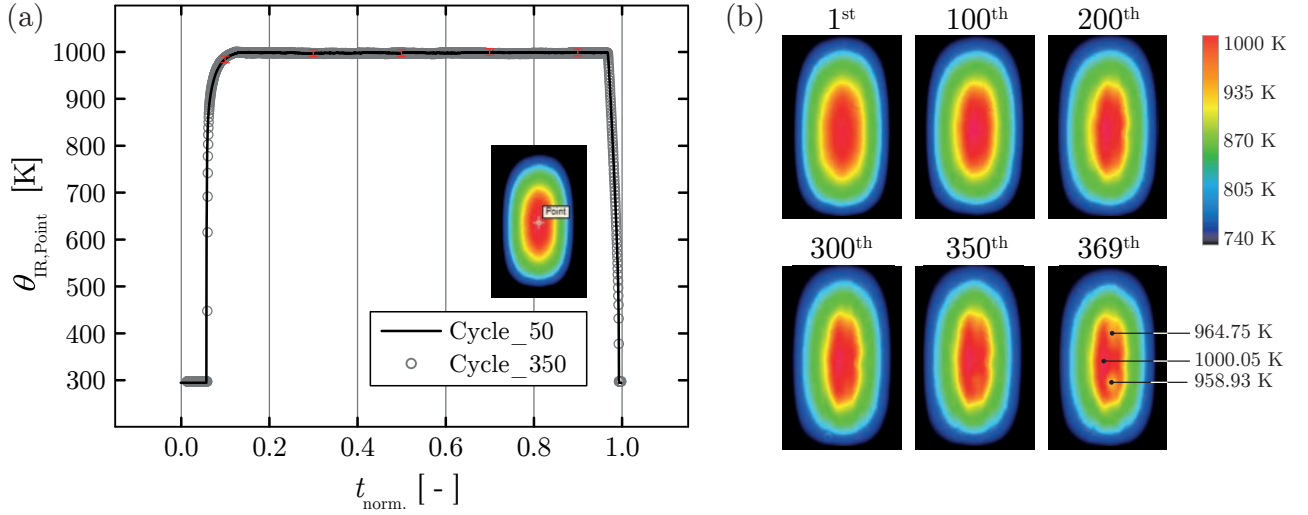 (a)
1000
900
800
700
600
500
400
300
θ_IR,Point [K]
Point
Cycle_50
Cycle_350
0.0 0.2 0.4 0.6 0.8 1.0
t_norm. [ - ]
(b)
1st 100th 200th
300th 350th 369th
1000 K
935 K
870 K
805 K
740 K
964.75 K
1000.05 K
958.93 K